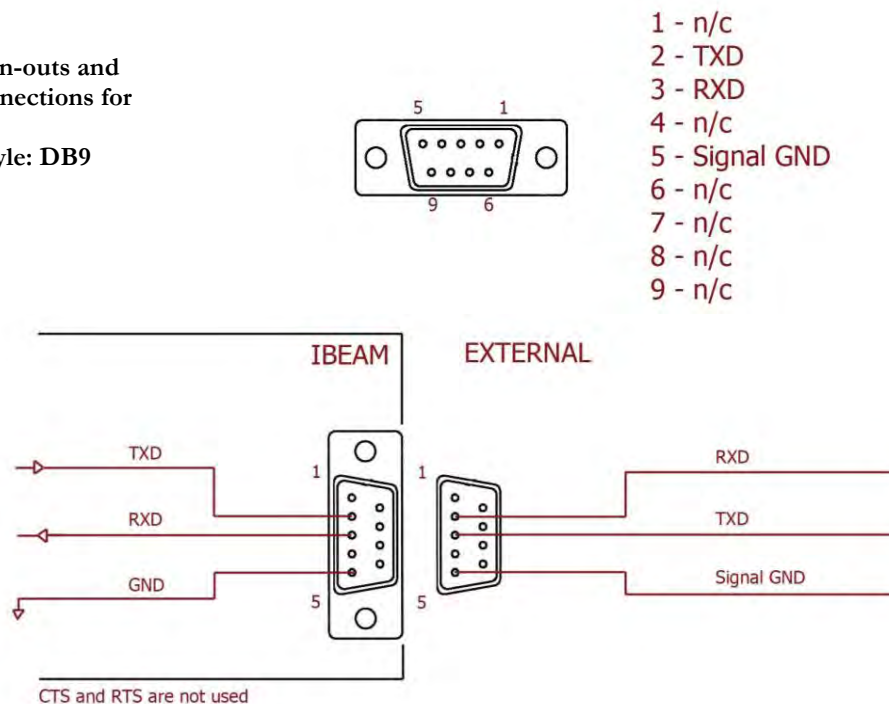 n-outs and
nections for
yle: DB9
5 1
9 6
1 - n/c
2 - TXD
3 - RXD
4 - n/c
5 - Signal GND
6 - n/c
7 - n/c
8 - n/c
9 - n/c
IBEAM EXTERNAL
TXD
RXD
GND
1
5
1
5
RXD
TXD
Signal GND
CTS and RTS are not used